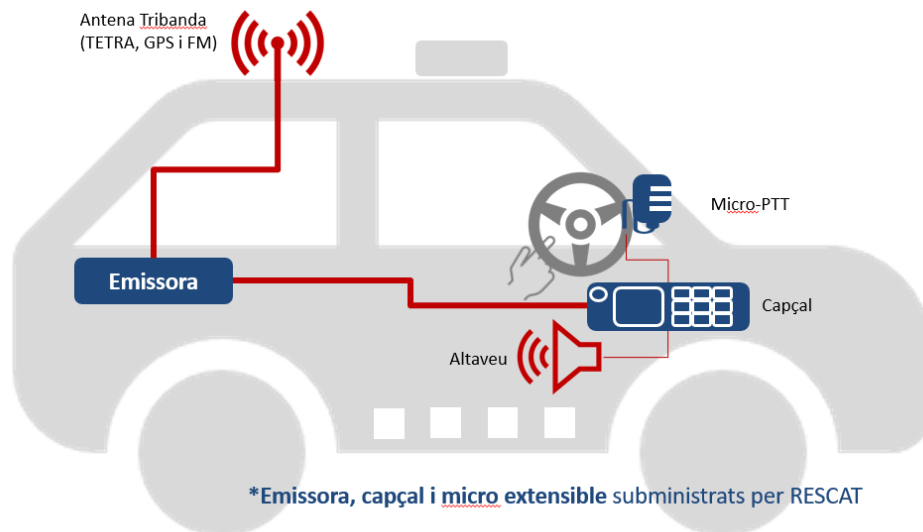 Antena Tribanda
(TETRA, GPS i FM)
Micro-PTT
Emissora
Capçal
Altaveu
*Emissora, capçal i micro extensible subministrats per RESCAT